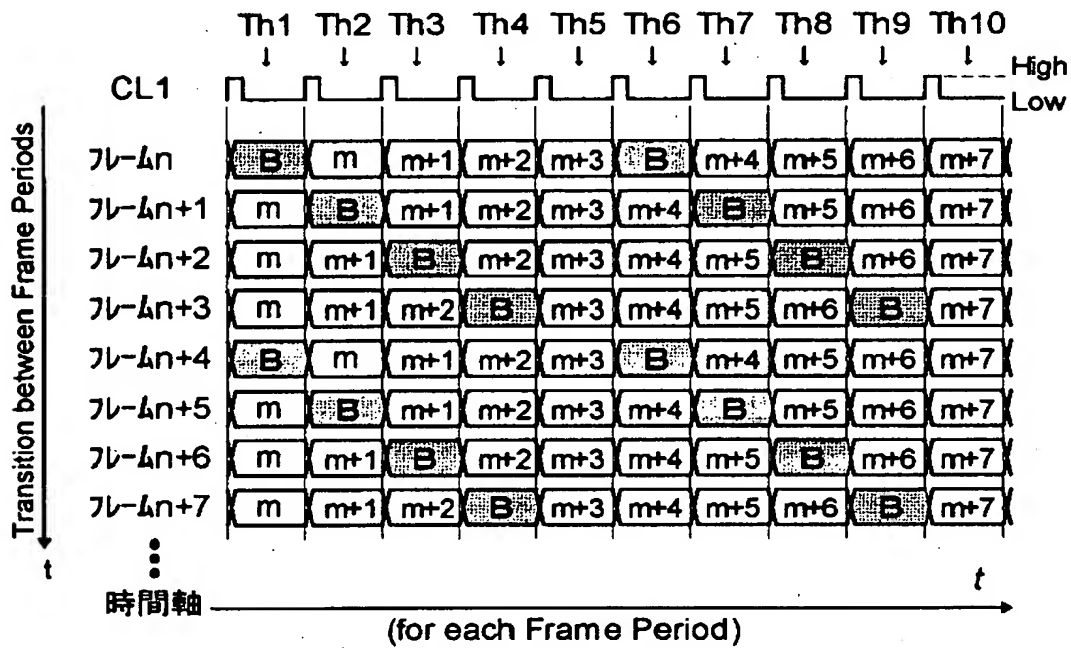 Th1 Th2 Th3 Th4 Th5 Th6 Th7 Th8 Th9 Th10
CL1
High
Low
Transition between Frame Periods
t
フレームn B m m+1 m+2 m+3 B m+4 m+5 m+6 m+7
フレームn+1 m B m+1 m+2 m+3 m+4 B m+5 m+6 m+7
フレームn+2 m m+1 B m+2 m+3 m+4 m+5 B m+6 m+7
フレームn+3 m m+1 m+2 B m+3 m+4 m+5 m+6 B m+7
フレームn+4 B m m+1 m+2 m+3 B m+4 m+5 m+6 m+7
フレームn+5 m B m+1 m+2 m+3 m+4 B m+5 m+6 m+7
フレームn+6 m m+1 B m+2 m+3 m+4 m+5 B m+6 m+7
フレームn+7 m m+1 m+2 B m+3 m+4 m+5 m+6 B m+7
t
時間軸
(for each Frame Period)